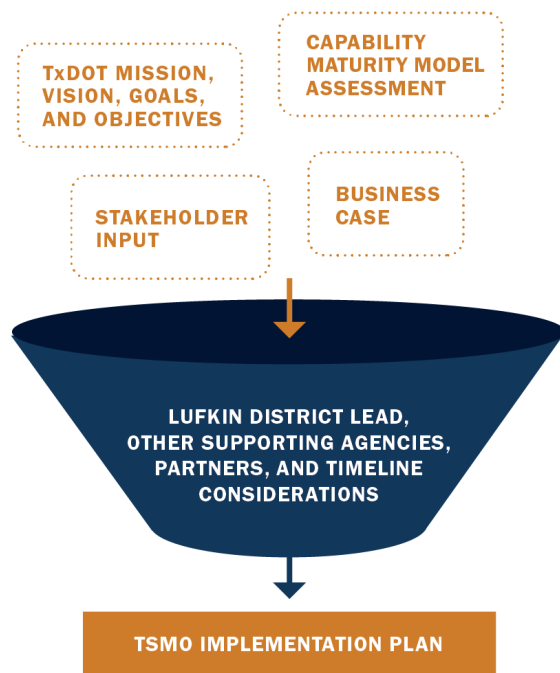 TxDOT MISSION,
VISION, GOALS,
AND OBJECTIVES
CAPABILITY
MATURITY MODEL
ASSESSMENT
STAKEHOLDER
INPUT
BUSINESS
CASE
LUFKIN DISTRICT LEAD,
OTHER SUPPORTING AGENCIES,
PARTNERS, AND TIMELINE
CONSIDERATIONS
TSMO IMPLEMENTATION PLAN